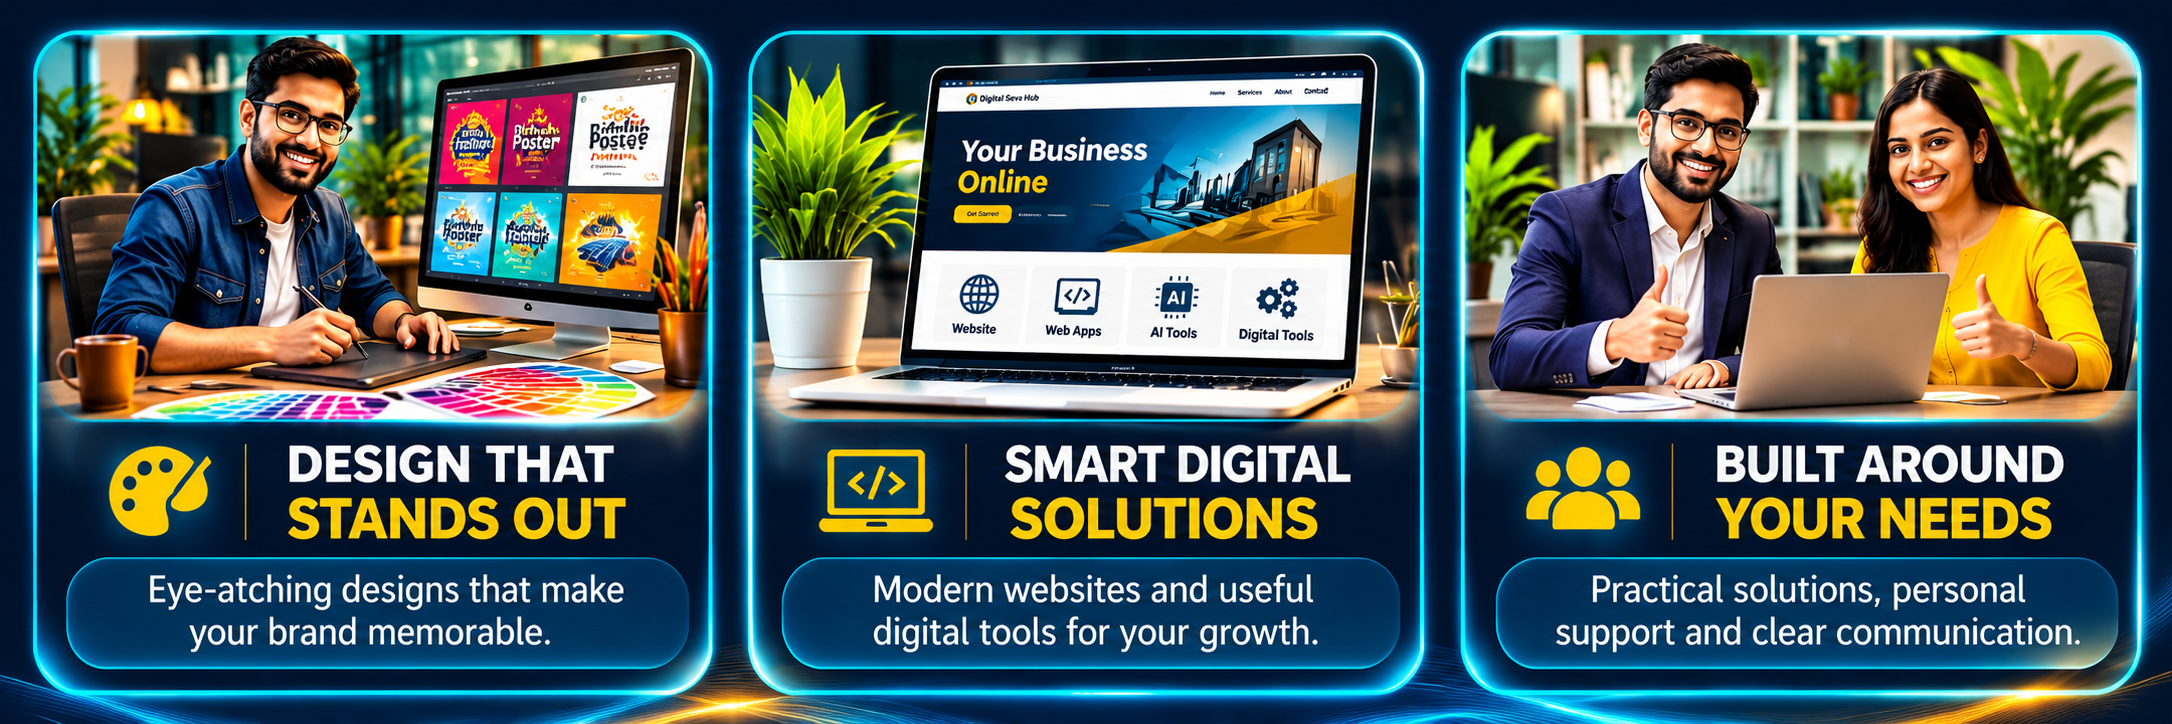 Birthday
Poster
Digital Seva Hub
Home Services About Contact
Your Business
Online
Get Started
Website
Web Apps
AI
AI Tools
Digital Tools
DESIGN THAT
STANDS OUT
Eye-atching designs that make
your brand memorable.
</>
SMART DIGITAL
SOLUTIONS
Modern websites and useful
digital tools for your growth.
BUILT AROUND
YOUR NEEDS
Practical solutions, personal
support and clear communication.